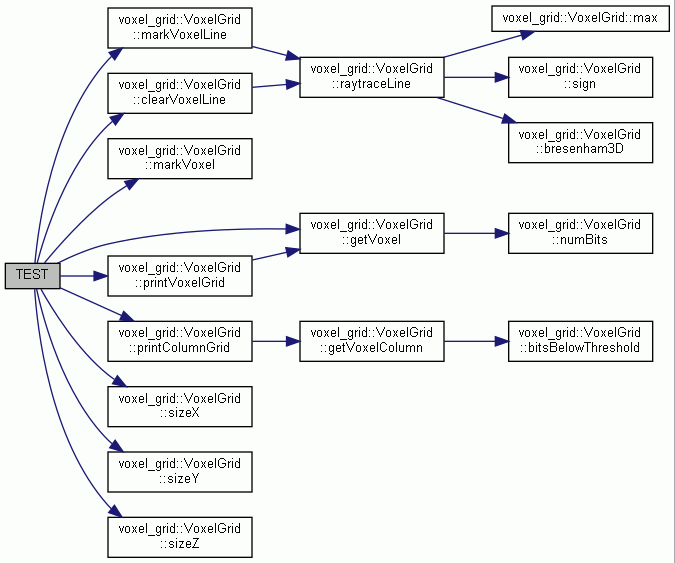 TEST
voxel_grid::VoxelGrid
::markVoxelLine
voxel_grid::VoxelGrid
::clearVoxelLine
voxel_grid::VoxelGrid
::markVoxel
voxel_grid::VoxelGrid
::printVoxelGrid
voxel_grid::VoxelGrid
::printColumnGrid
voxel_grid::VoxelGrid
::sizeX
voxel_grid::VoxelGrid
::sizeY
voxel_grid::VoxelGrid
::sizeZ
voxel_grid::VoxelGrid
::raytraceLine
voxel_grid::VoxelGrid
::getVoxel
voxel_grid::VoxelGrid
::getVoxelColumn
voxel_grid::VoxelGrid::max
voxel_grid::VoxelGrid
::sign
voxel_grid::VoxelGrid
::bresenham3D
voxel_grid::VoxelGrid
::numBits
voxel_grid::VoxelGrid
::bitsBelowThreshold